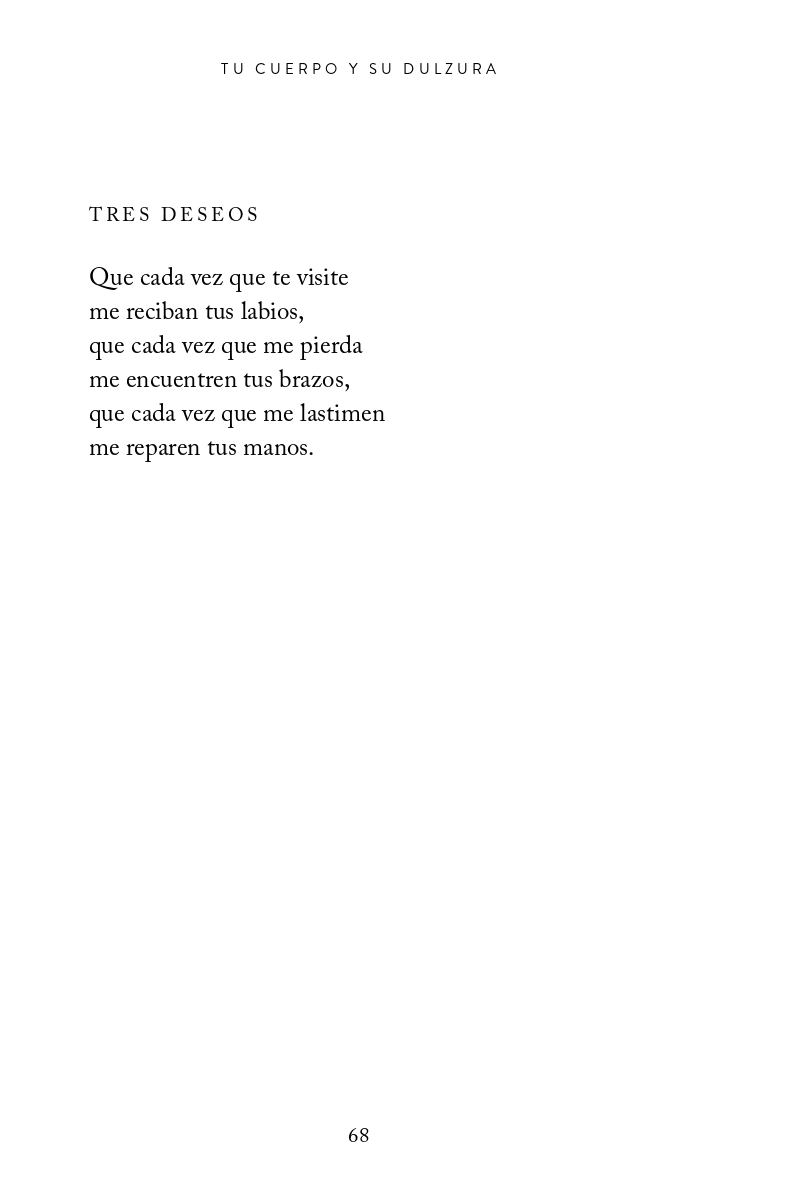 TU CUERPO Y SU DULZURA
TRES DESEOS
Que cada vez que te visite
me reciban tus labios,
que cada vez que me pierda
me encuentren tus brazos,
que cada vez que me lastimen
me reparen tus manos.
68